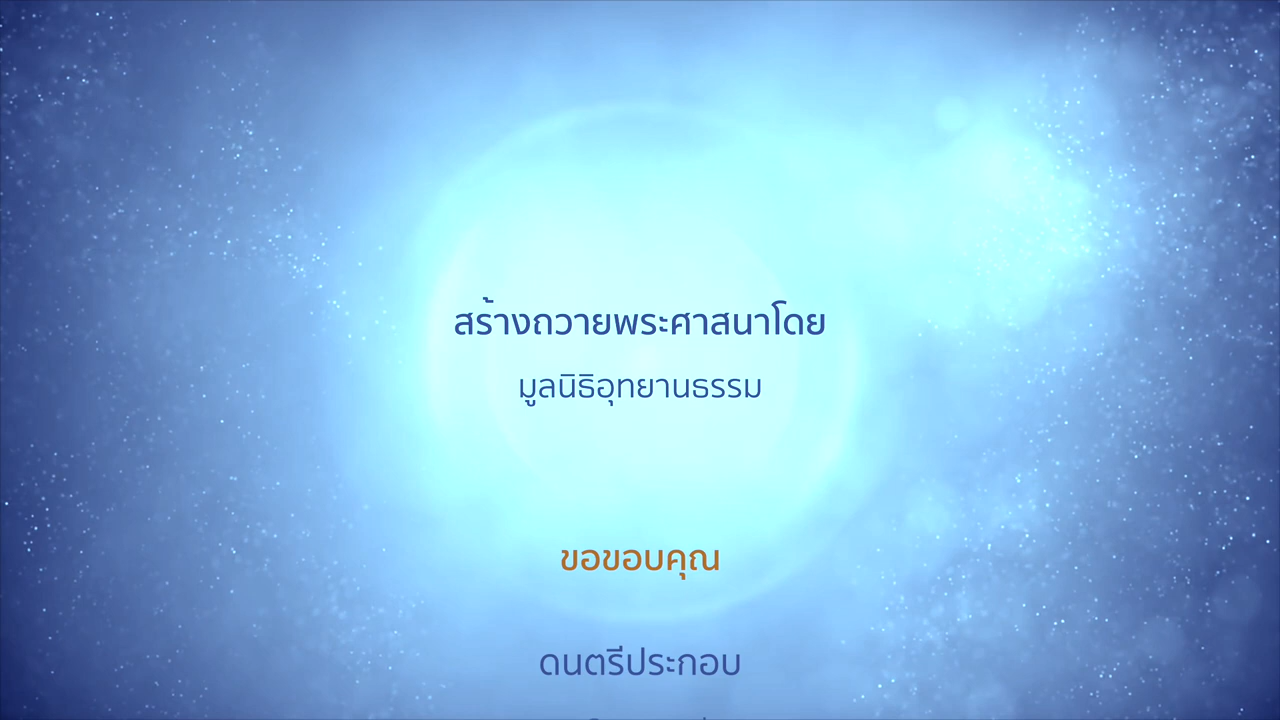 สร้างถวายพระศาสนาโดย
มูลนิธิอุทยานธรรม
ขอขอบคุณ
ดนตรีประกอบ